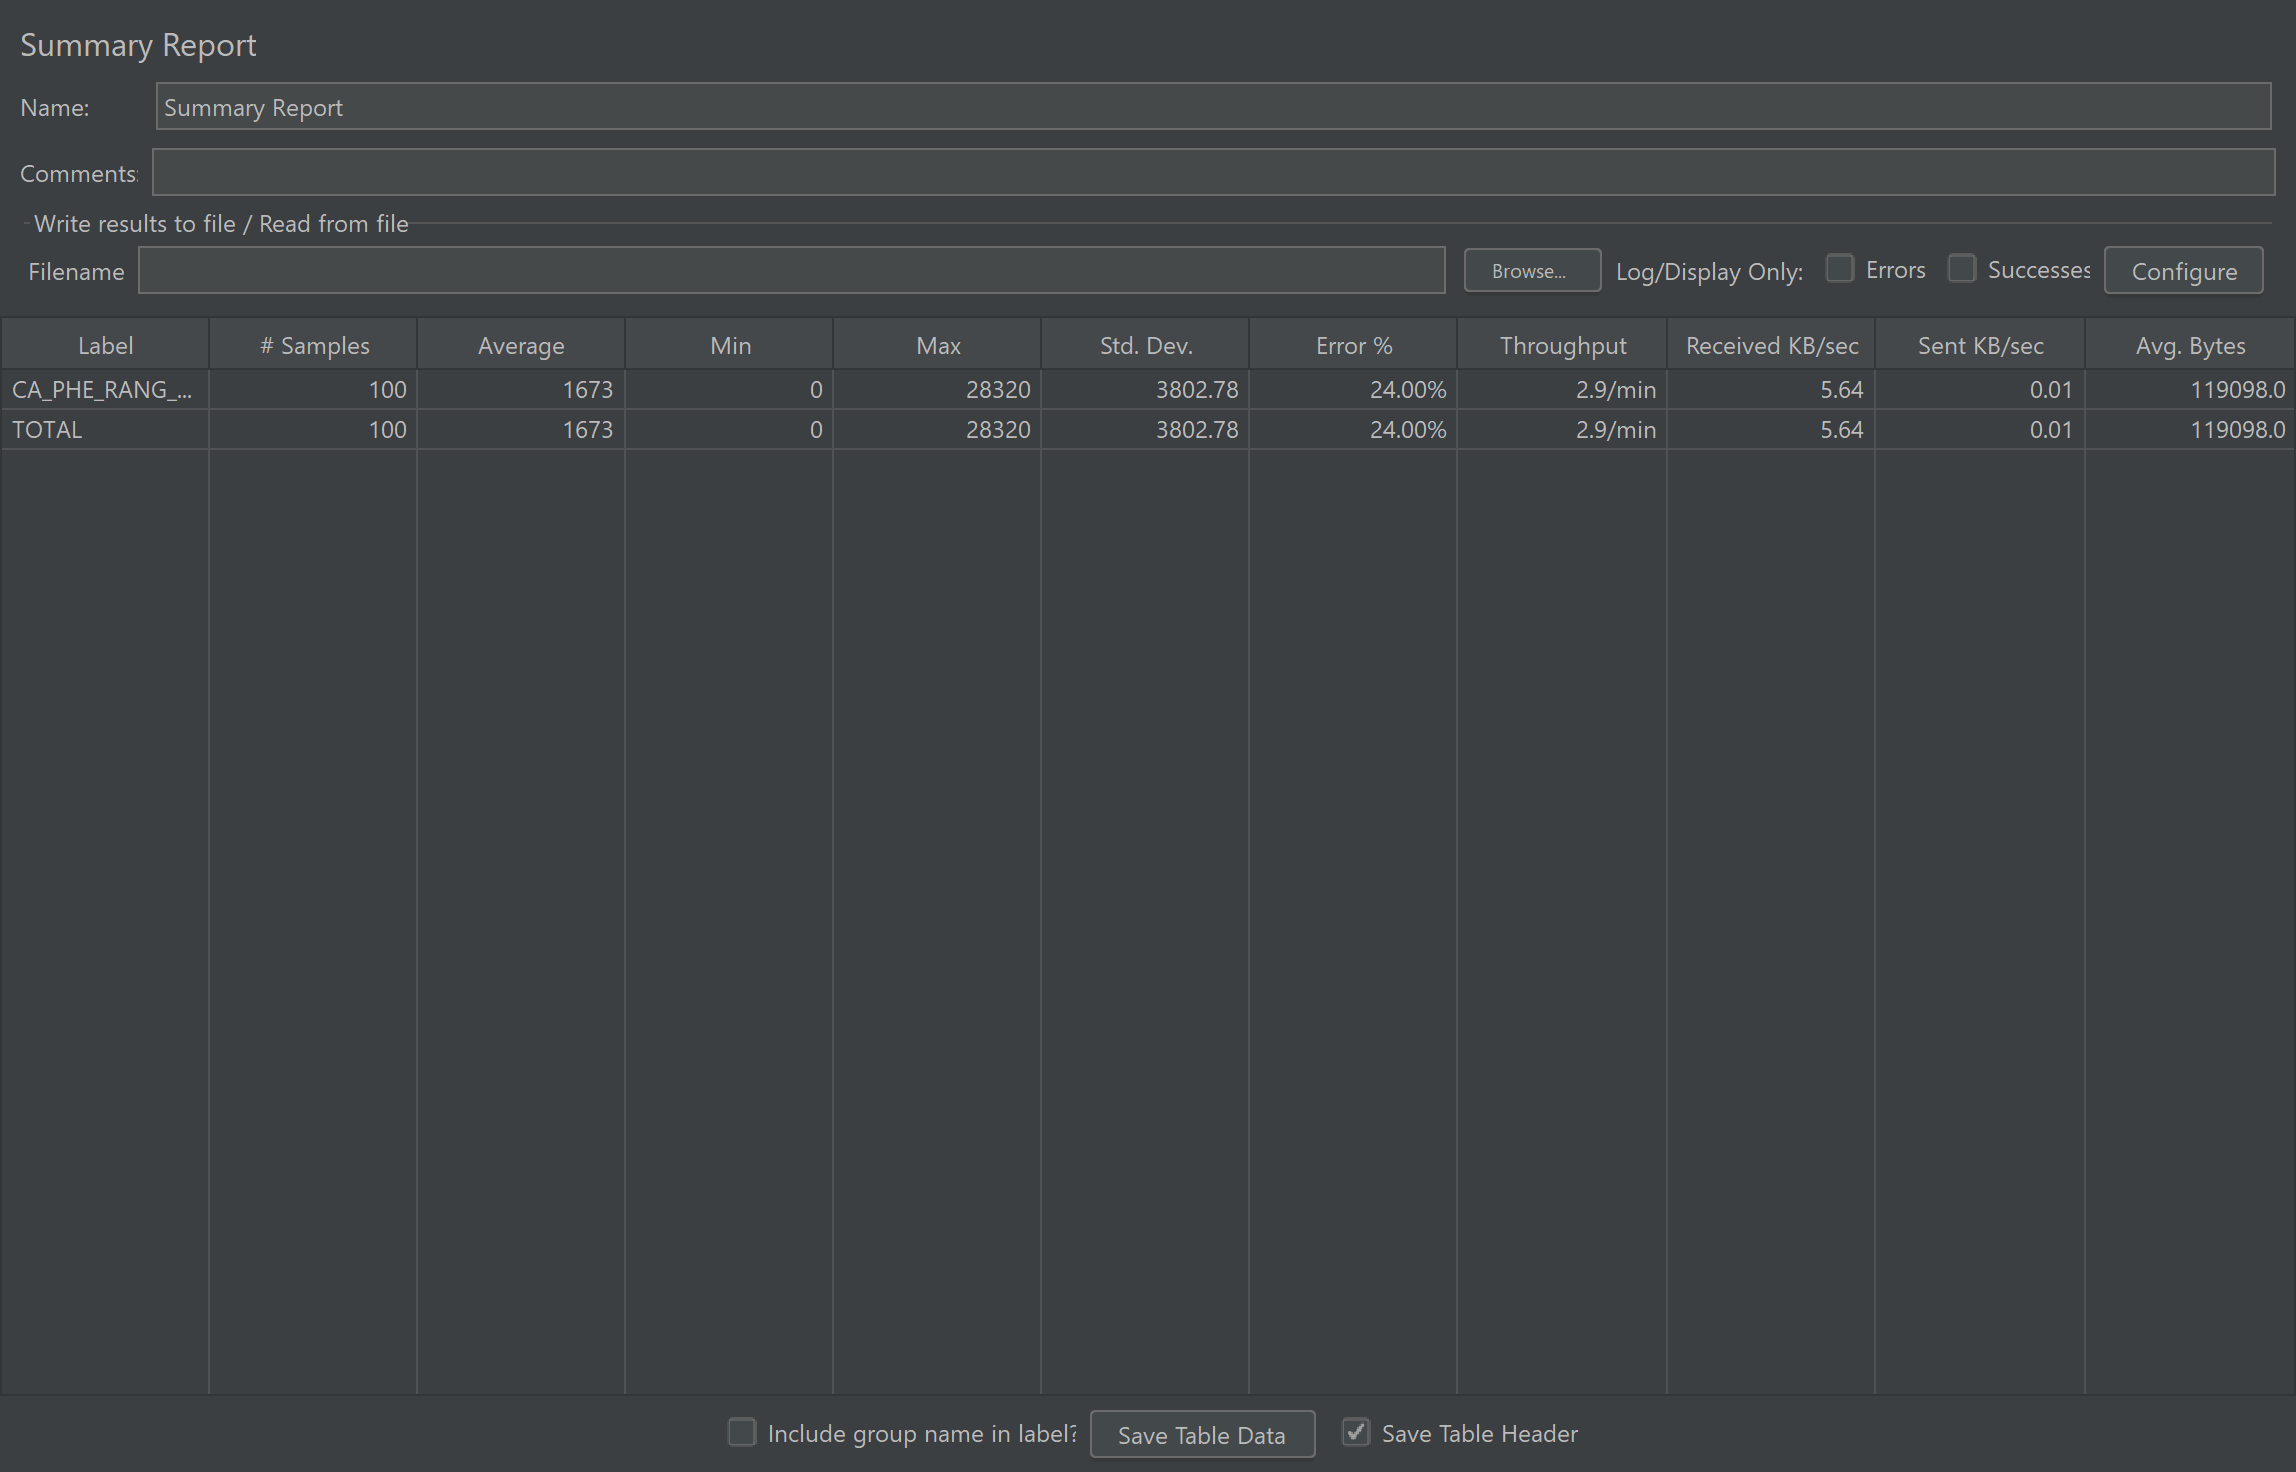 Summary Report
Name: Summary Report
Comments:
Write results to file / Read from file
Filename Browse... Log/Display Only: Errors Successes Configure
Label # Samples Average Min Max Std. Dev. Error % Throughput Received KB/sec Sent KB/sec Avg. Bytes
CA_PHE_RANG_... 100 1673 0 28320 3802.78 24.00% 2.9/min 5.64 0.01 119098.0
TOTAL 100 1673 0 28320 3802.78 24.00% 2.9/min 5.64 0.01 119098.0
Include group name in label? Save Table Data Save Table Header